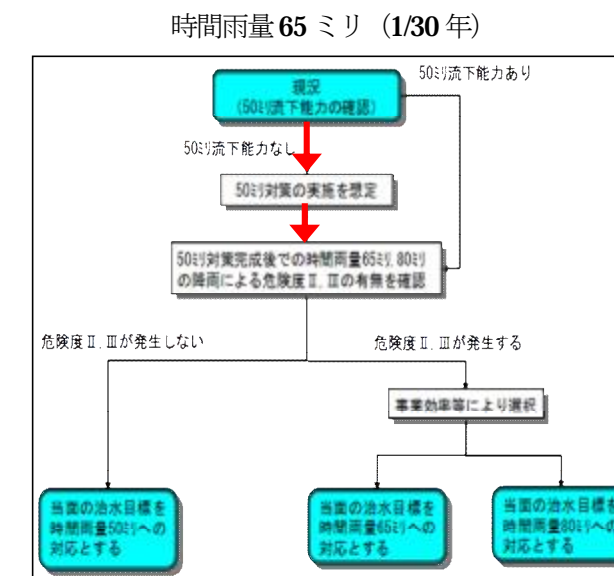 時間雨量65ミリ（1/30年）
50ﾐﾘ流下能力あり
現況
(50ﾐﾘ流下能力の確認)
50ﾐﾘ流下能力なし
50ﾐﾘ対策の実施を想定
50ﾐﾘ対策完成後での時間雨量65ﾐﾘ,80ﾐﾘ
の降雨による危険度Ⅱ,Ⅲの有無を確認
危険度Ⅱ,Ⅲが発生しない
危険度Ⅱ,Ⅲが発生する
事業効率等により選択
当面の治水目標を
時間雨量50ﾐﾘへの
対応とする
当面の治水目標を
時間雨量65ﾐﾘへの
対応とする
当面の治水目標を
時間雨量80ﾐﾘへの
対応とする